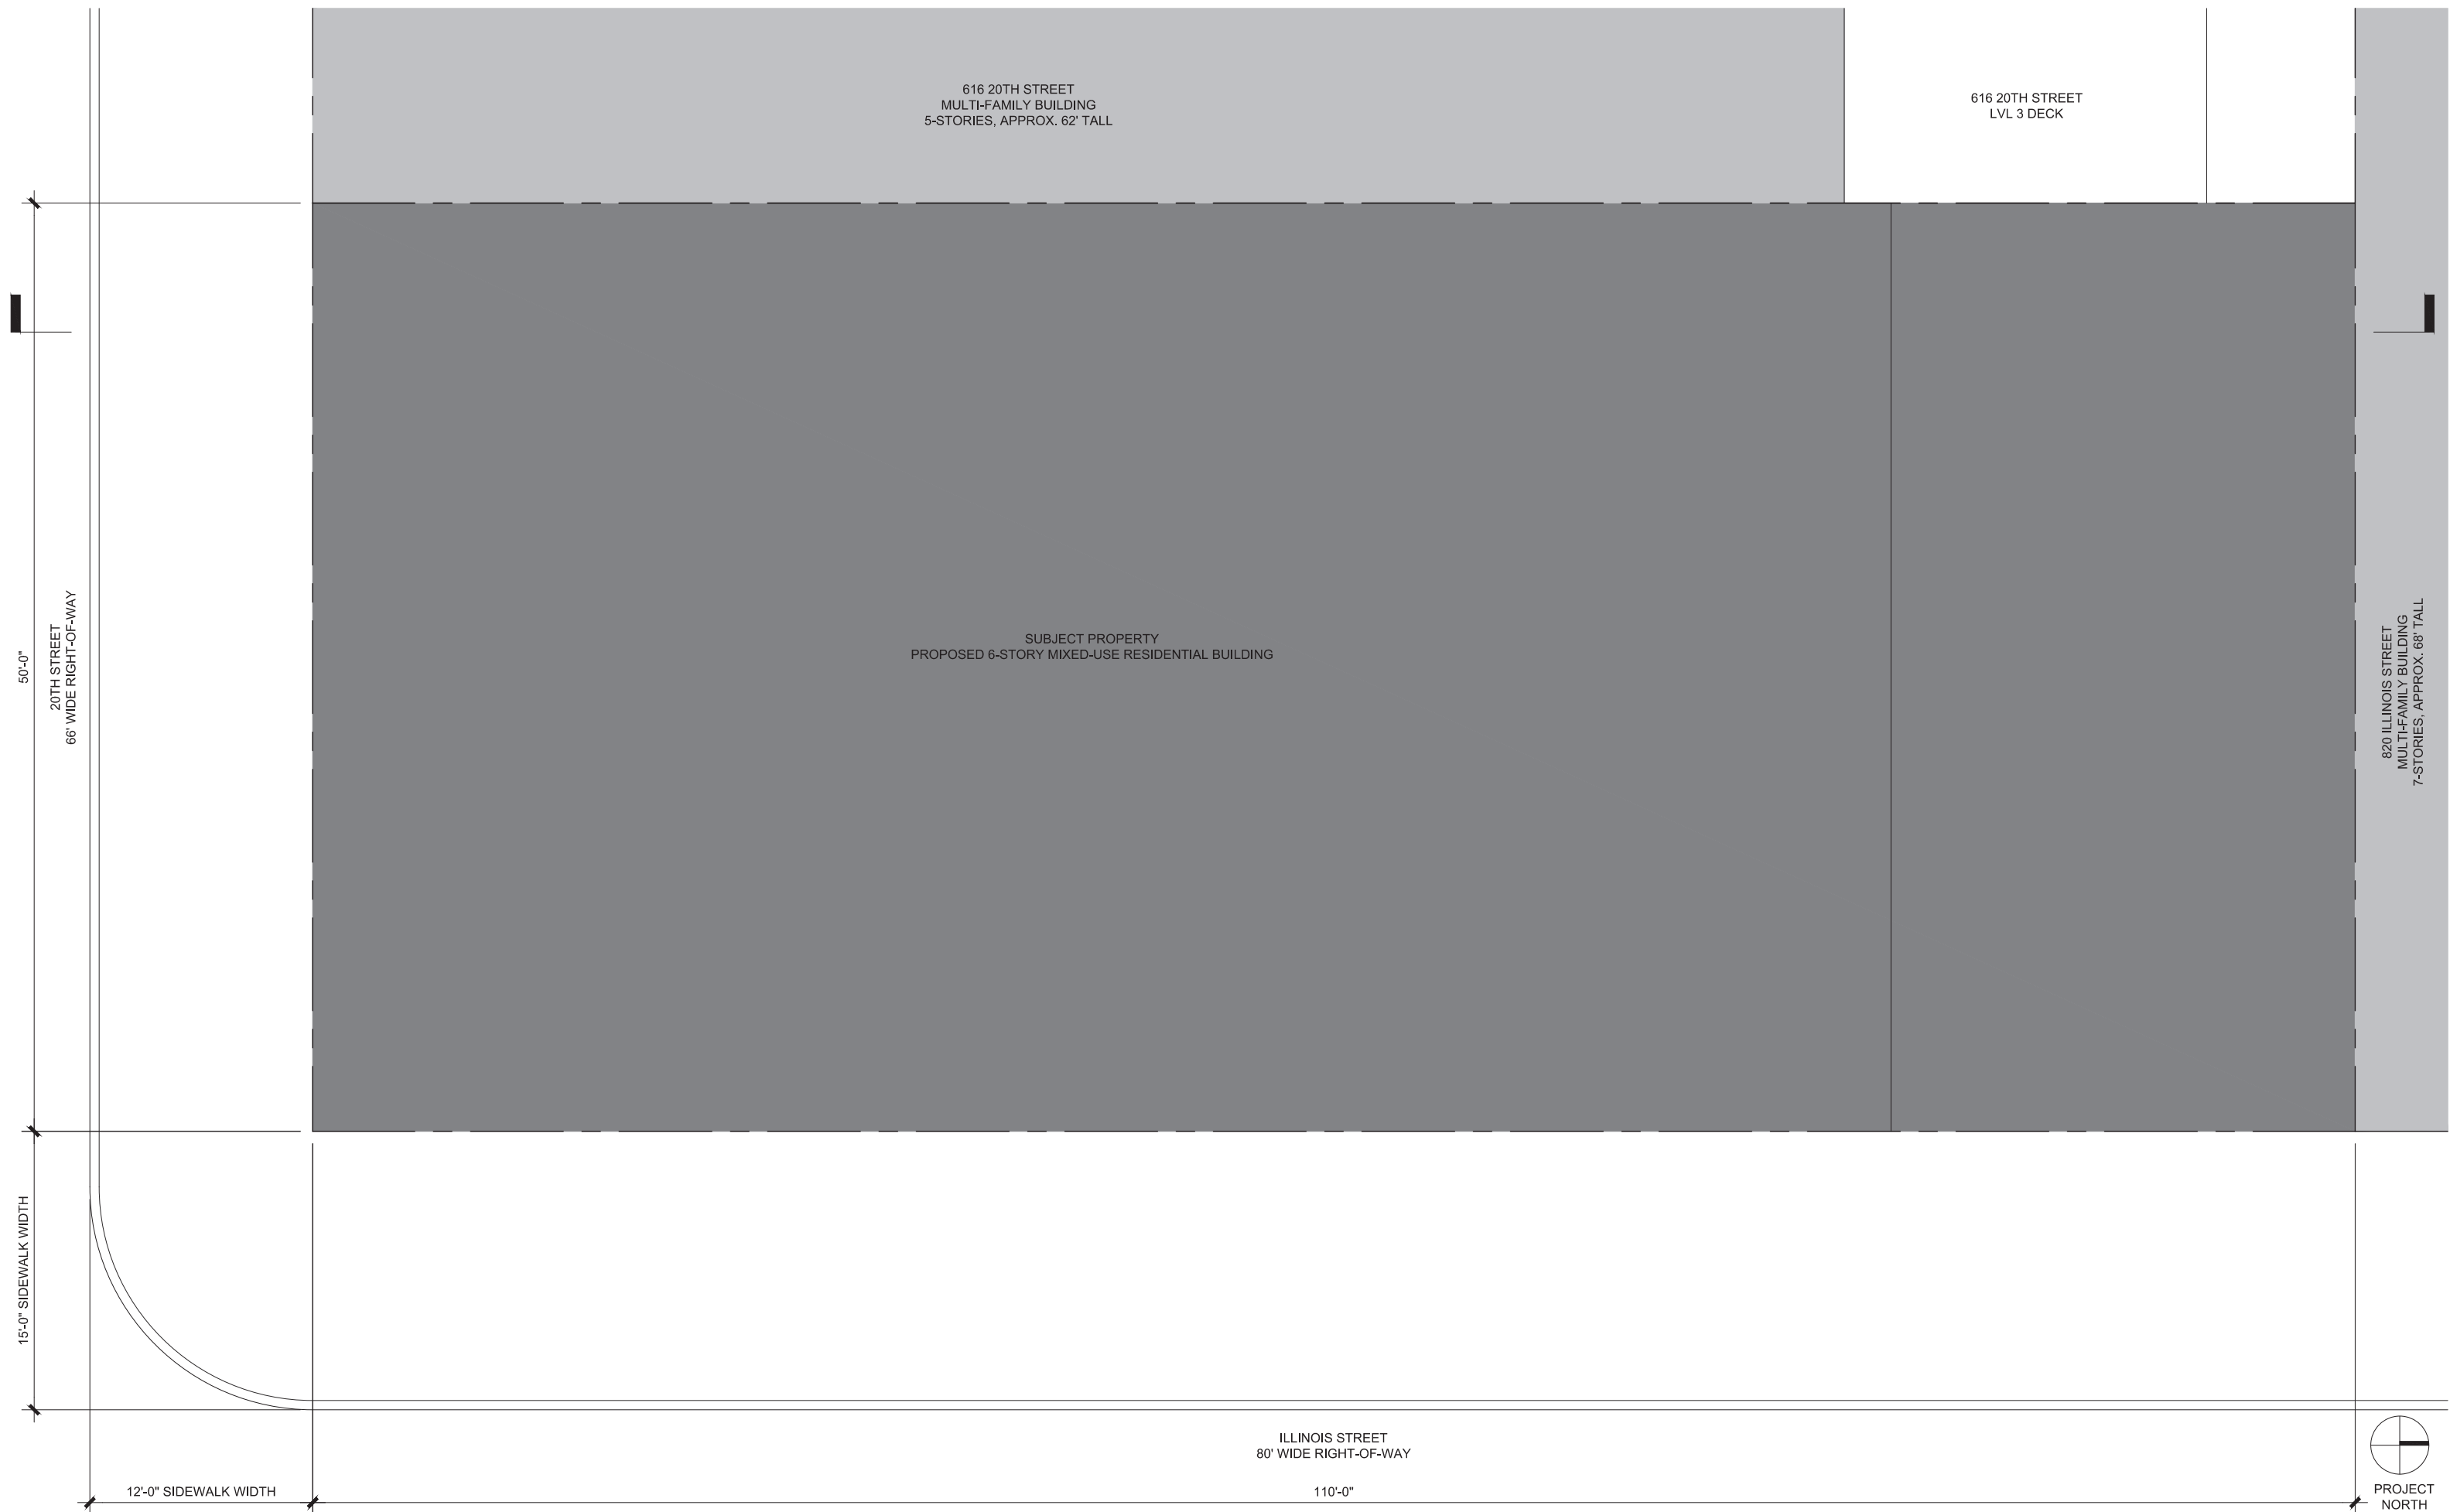 616 20TH STREET
MULTI-FAMILY BUILDING
5-STORIES, APPROX. 62' TALL
616 20TH STREET
LVL 3 DECK
50'-0"
20TH STREET
66' WIDE RIGHT-OF-WAY
SUBJECT PROPERTY
PROPOSED 6-STORY MIXED-USE RESIDENTIAL BUILDING
820 ILLINOIS STREET
MULTI-FAMILY BUILDING
7-STORIES, APPROX. 68' TALL
15'-0" SIDEWALK WIDTH
ILLINOIS STREET
80' WIDE RIGHT-OF-WAY
12'-0" SIDEWALK WIDTH
110'-0"
PROJECT
NORTH